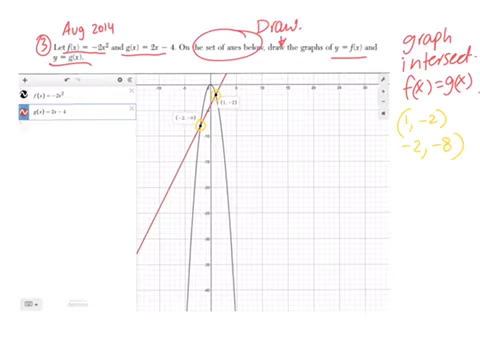 Aug 2014
Draw
③ Let f(x) = −2x² and g(x) = 2x − 4. On the set of axes below, draw the graphs of y = f(x) and
y = g(x).
f(x) = −2x²
g(x) = 2x − 4
(1, −2)
(−2, −8)
graph
intersect.
f(x) = g(x)
(1, −2)
−2, −8)